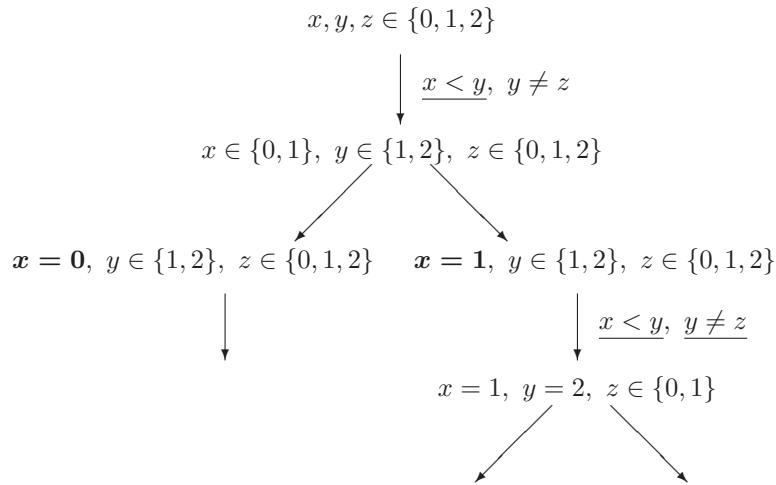 x, y, z ∈ {0, 1, 2}
x < y, y ≠ z
x ∈ {0, 1}, y ∈ {1, 2}, z ∈ {0, 1, 2}
x = 0, y ∈ {1, 2}, z ∈ {0, 1, 2}
x = 1, y ∈ {1, 2}, z ∈ {0, 1, 2}
x < y, y ≠ z
x = 1, y = 2, z ∈ {0, 1}